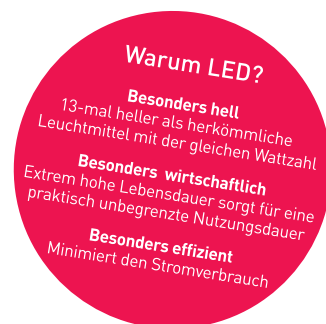 Warum LED?
Besonders hell
13-mal heller als herkömmliche
Leuchtmittel mit der gleichen Wattzahl
Besonders wirtschaftlich
Extrem hohe Lebensdauer sorgt für eine
praktisch unbegrenzte Nutzungsdauer
Besonders effizient
Minimiert den Stromverbrauch